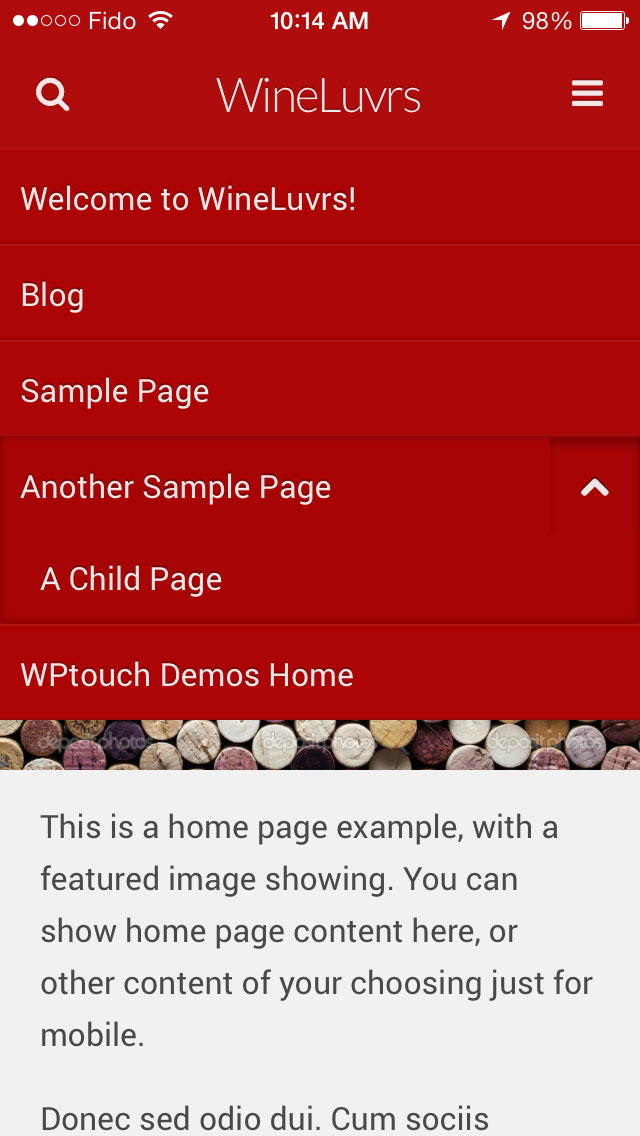 Fido 10:14 AM 98%
WineLuvrs
Welcome to WineLuvrs!
Blog
Sample Page
Another Sample Page
A Child Page
WPtouch Demos Home
depositphotos depositphotos depositphotos
This is a home page example, with a
featured image showing. You can
show home page content here, or
other content of your choosing just for
mobile.
Donec sed odio dui. Cum sociis